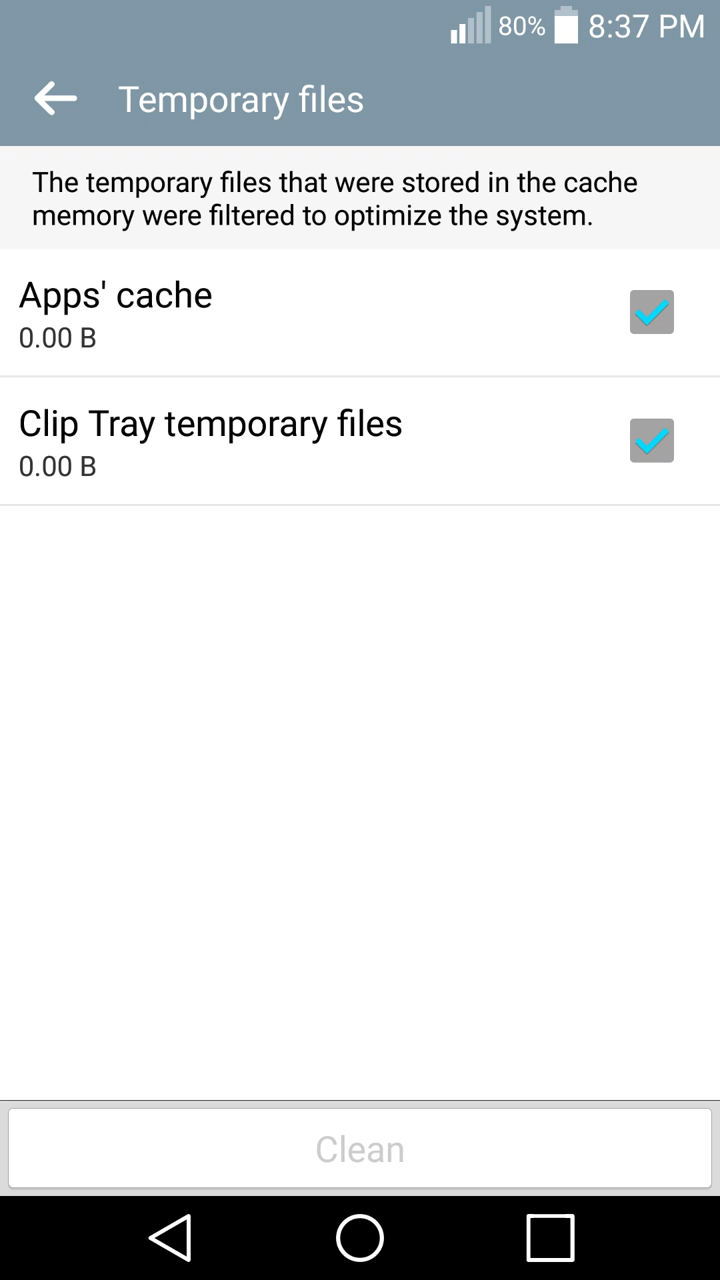 80% 8:37 PM
Temporary files
The temporary files that were stored in the cache
memory were filtered to optimize the system.
Apps' cache
0.00 B
Clip Tray temporary files
0.00 B
Clean